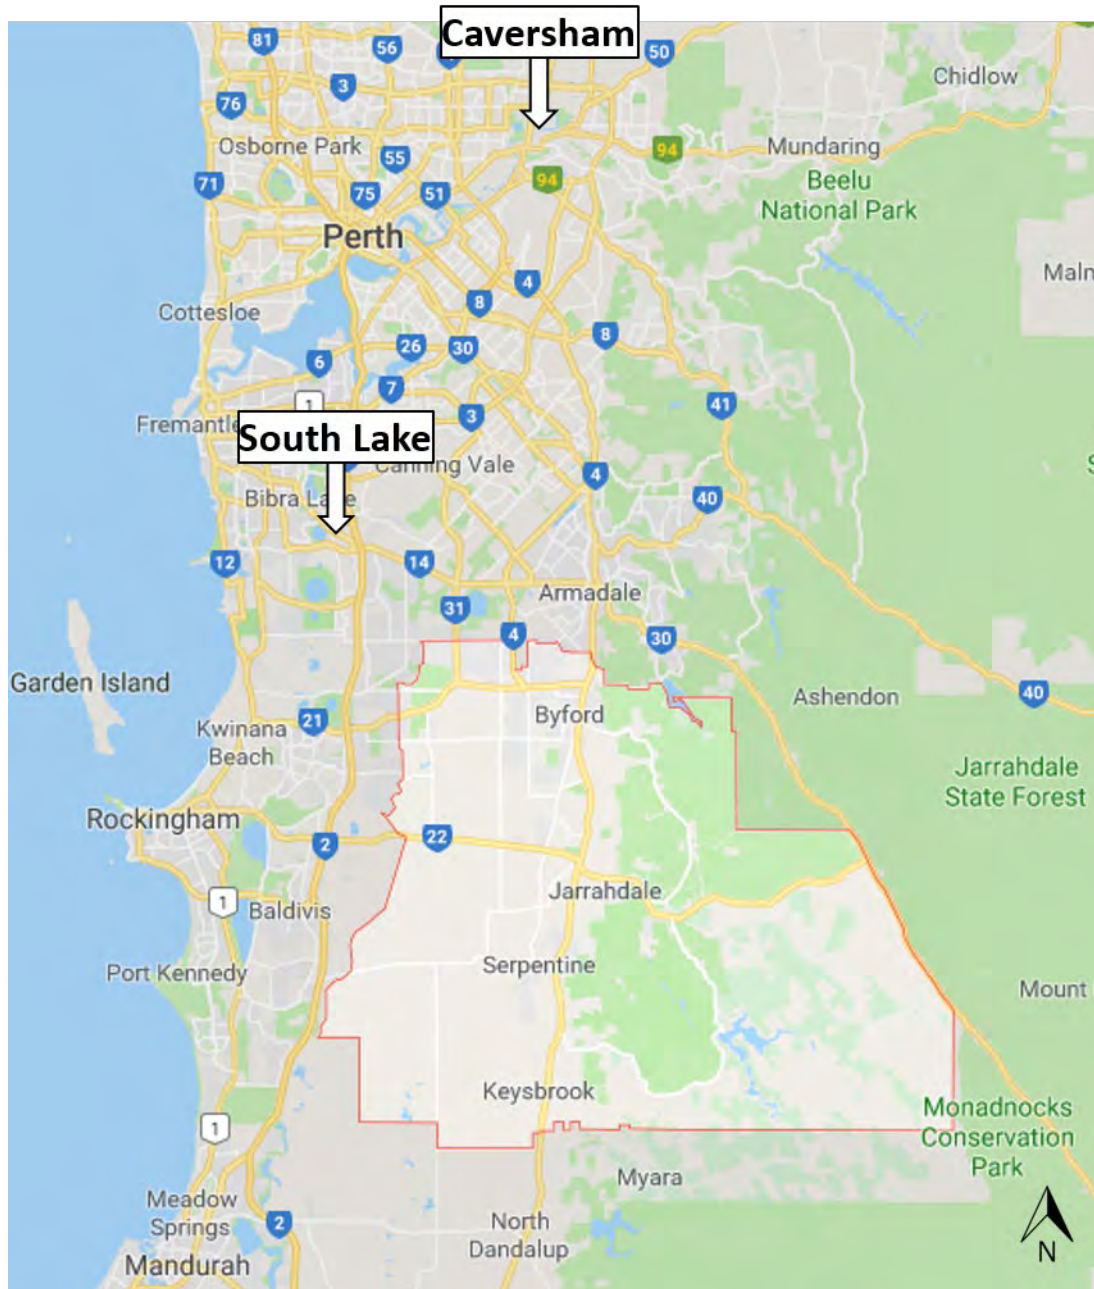 Caversham
81
56
50
Chidlow
3
76
Osborne Park
55
94
Mundaring
71
75
51
94
Beelu
National Park
Perth
4
Maln
8
Cottesloe
8
6
26
30
7
1
41
3
Fremantle
South Lake
Canning Vale
4
Bibra Lake
40
12
14
Armadale
31
4
30
Garden Island
Ashendon
40
21
Byford
Kwinana
Beach
Jarrahdale
State Forest
Rockingham
22
2
Jarrahdale
1
Baldivis
Serpentine
Port Kennedy
Mount
Keysbrook
Monadnocks
Conservation
Park
1
Myara
Meadow
Springs
2
North
Dandalup
N
Mandurah